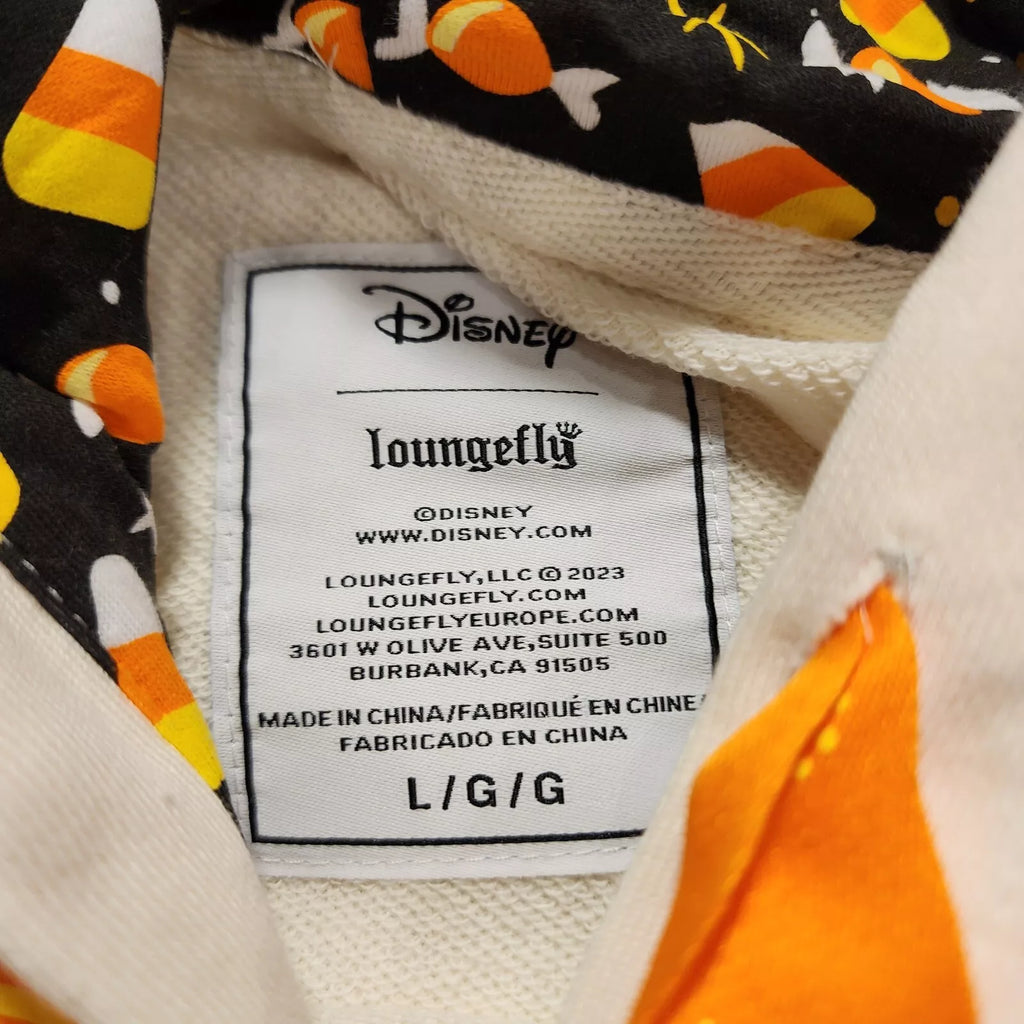 Disney
loungefly
©DISNEY
WWW.DISNEY.COM
LOUNGEFLY,LLC © 2023
LOUNGEFLY.COM
LOUNGEFLYEUROPE.COM
3601 W OLIVE AVE,SUITE 500
BURBANK,CA 91505
MADE IN CHINA/FABRIQUÉ EN CHINE/
FABRICADO EN CHINA
L/G/G